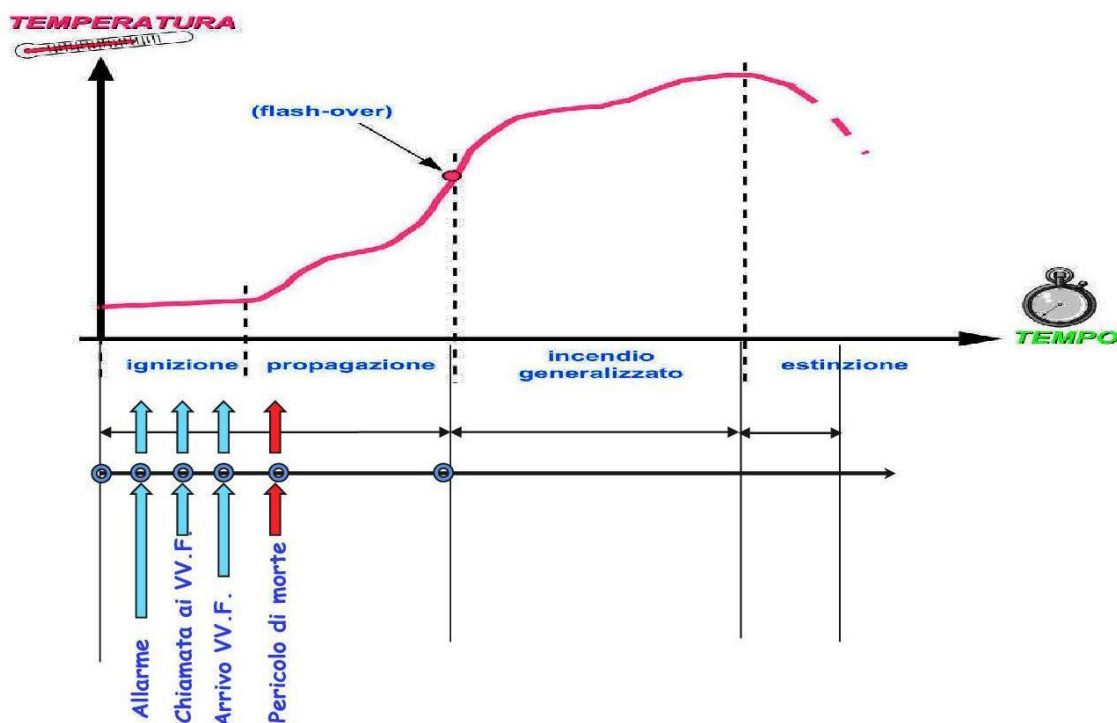 TEMPERATURA
(flash-over)
TEMPO
ignizione
propagazione
incendio
generalizzato
estinzione
Allarme
Chiamata ai VV.F.
Arrivo VV.F.
Pericolo di morte